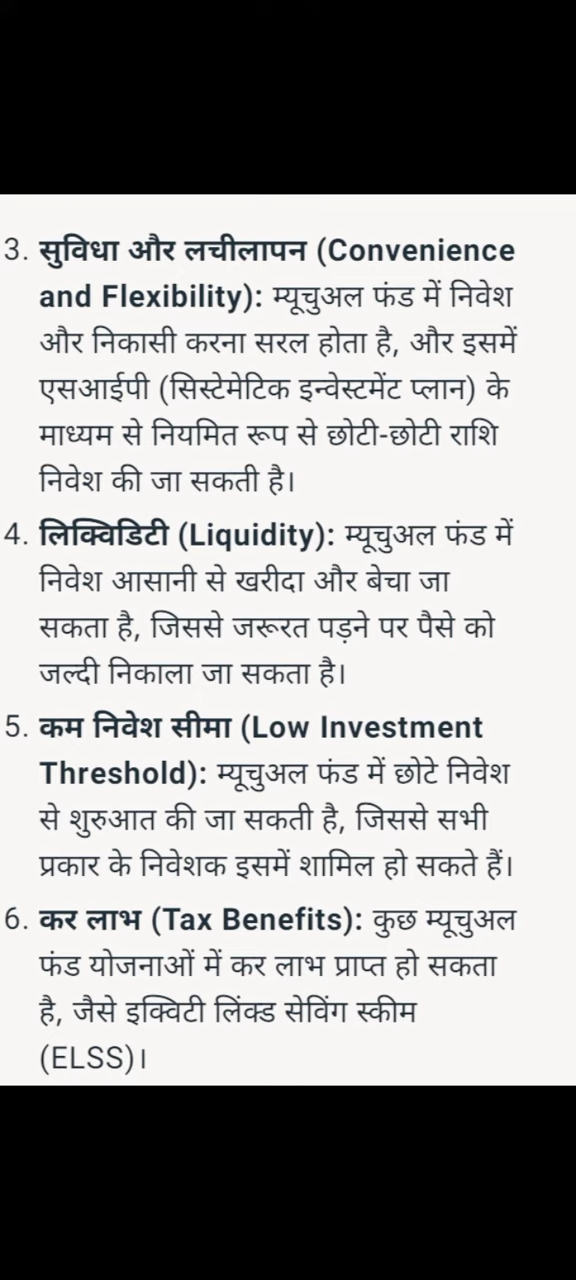 3. सुविधा और लचीलापन (Convenience
and Flexibility): म्यूचुअल फंड में निवेश
और निकासी करना सरल होता है, और इसमें
एसआईपी (सिस्टेमेटिक इन्वेस्टमेंट प्लान) के
माध्यम से नियमित रूप से छोटी-छोटी राशि
निवेश की जा सकती है।
4. लिक्विडिटी (Liquidity): म्यूचुअल फंड में
निवेश आसानी से खरीदा और बेचा जा
सकता है, जिससे जरूरत पड़ने पर पैसे को
जल्दी निकाला जा सकता है।
5. कम निवेश सीमा (Low Investment
Threshold): म्यूचुअल फंड में छोटे निवेश
से शुरुआत की जा सकती है, जिससे सभी
प्रकार के निवेशक इसमें शामिल हो सकते हैं।
6. कर लाभ (Tax Benefits): कुछ म्यूचुअल
फंड योजनाओं में कर लाभ प्राप्त हो सकता
है, जैसे इक्विटी लिंक्ड सेविंग स्कीम
(ELSS)।